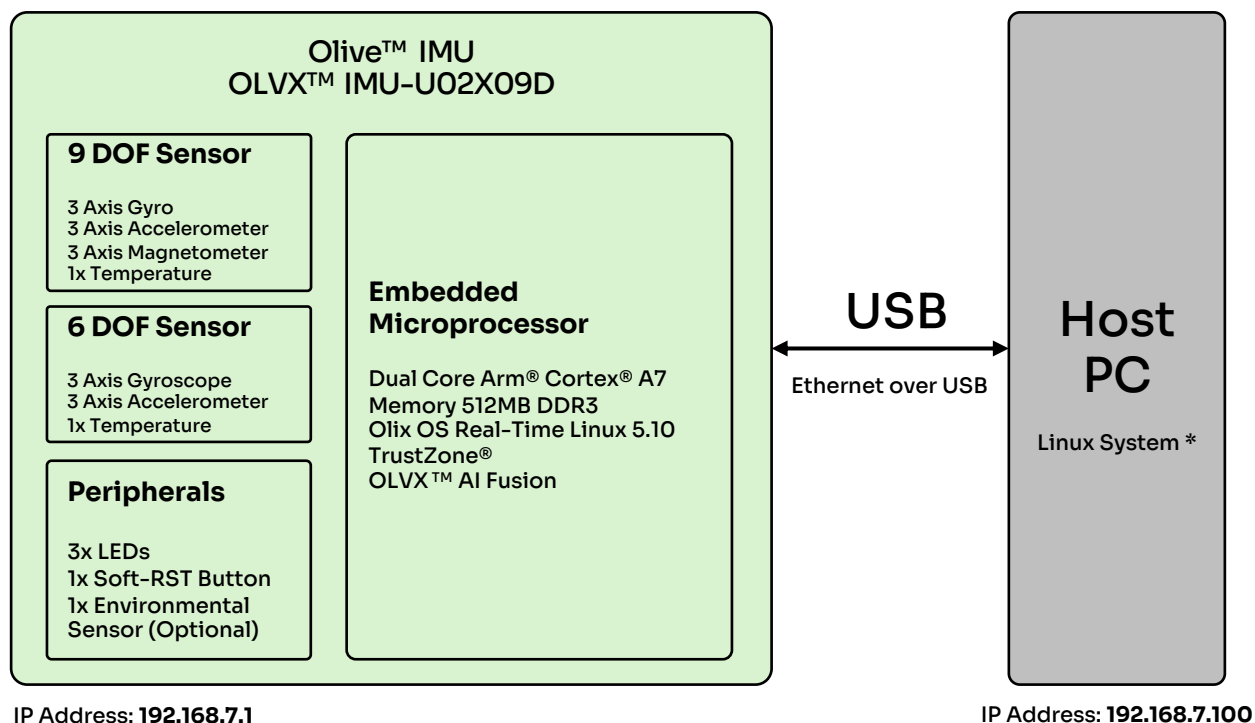 Olive™ IMU
OLVX™ IMU-U02X09D
9 DOF Sensor
3 Axis Gyro
3 Axis Accelerometer
3 Axis Magnetometer
1x Temperature
6 DOF Sensor
3 Axis Gyroscope
3 Axis Accelerometer
1x Temperature
Peripherals
3x LEDs
1x Soft-RST Button
1x Environmental
Sensor (Optional)
Embedded
Microprocessor
Dual Core Arm® Cortex® A7
Memory 512MB DDR3
Olix OS Real-Time Linux 5.10
TrustZone®
OLVX™ AI Fusion
USB
Ethernet over USB
Host
PC
Linux System *
IP Address: 192.168.7.1
IP Address: 192.168.7.100